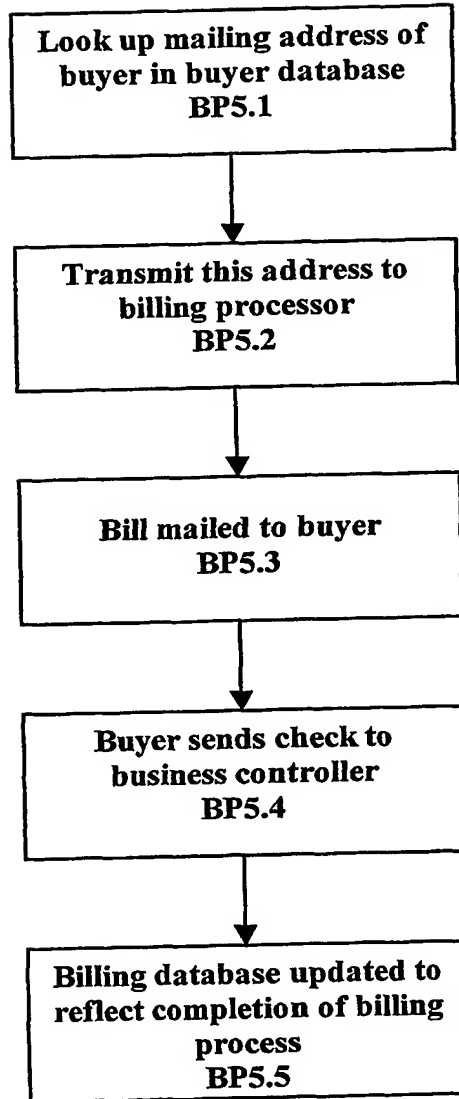 Look up mailing address of
buyer in buyer database
BP5.1
Transmit this address to
billing processor
BP5.2
Bill mailed to buyer
BP5.3
Buyer sends check to
business controller
BP5.4
Billing database updated to
reflect completion of billing
process
BP5.5